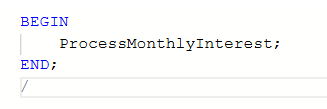 BEGIN
    ProcessMonthlyInterest;
END;
/